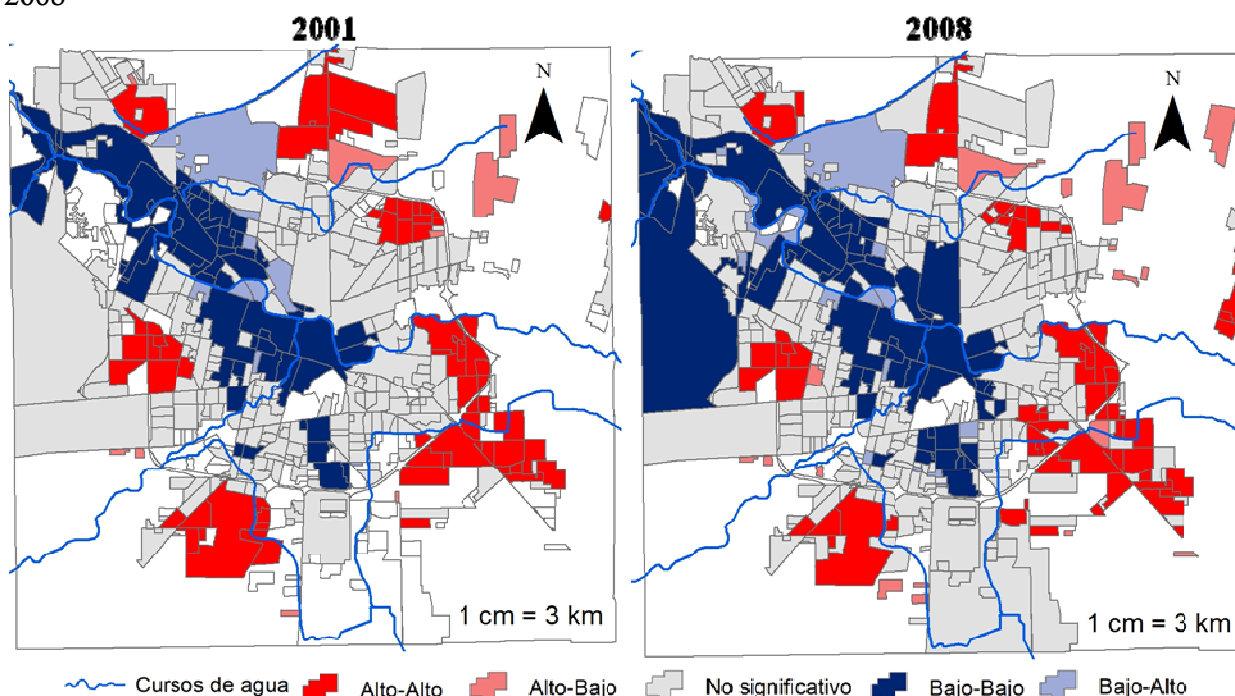 2008
2001
2008
N
N
1 cm = 3 km
1 cm = 3 km
Cursos de agua Alto-Alto Alto-Bajo No significativo Bajo-Bajo Bajo-Alto